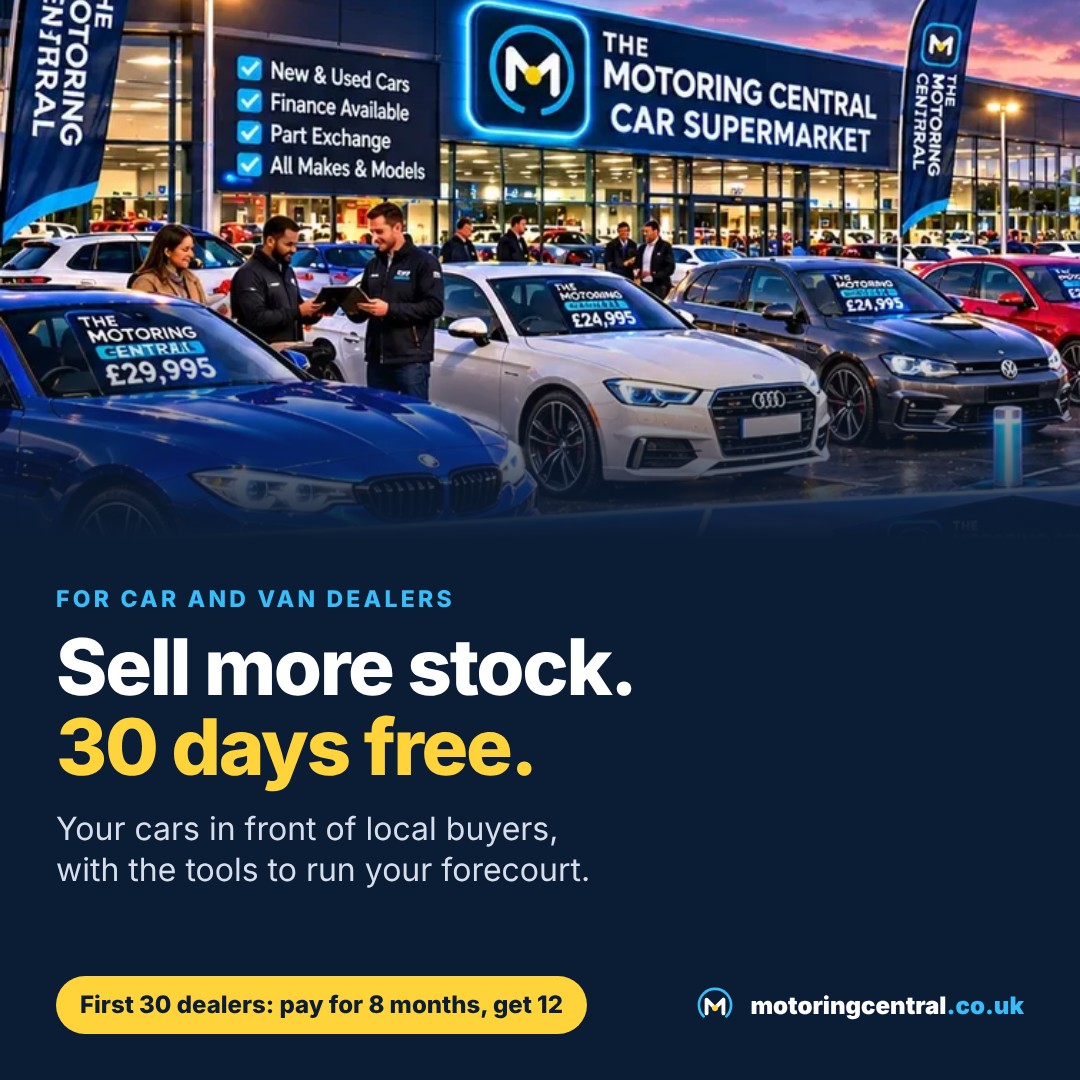 THE
MOTORING
New & Used Cars
Finance Available
Part Exchange
All Makes & Models
M
THE
MOTORING CENTRAL
CAR SUPERMARKET
M
THE
MOTORING
THE
MOTORING
CENTRAL
£29,995
THE
MOTORING
£24,995
THE
MOTORING
£24,995
THE
FOR CAR AND VAN DEALERS
Sell more stock.
30 days free.
Your cars in front of local buyers,
with the tools to run your forecourt.
First 30 dealers: pay for 8 months, get 12
M motoringcentral.co.uk